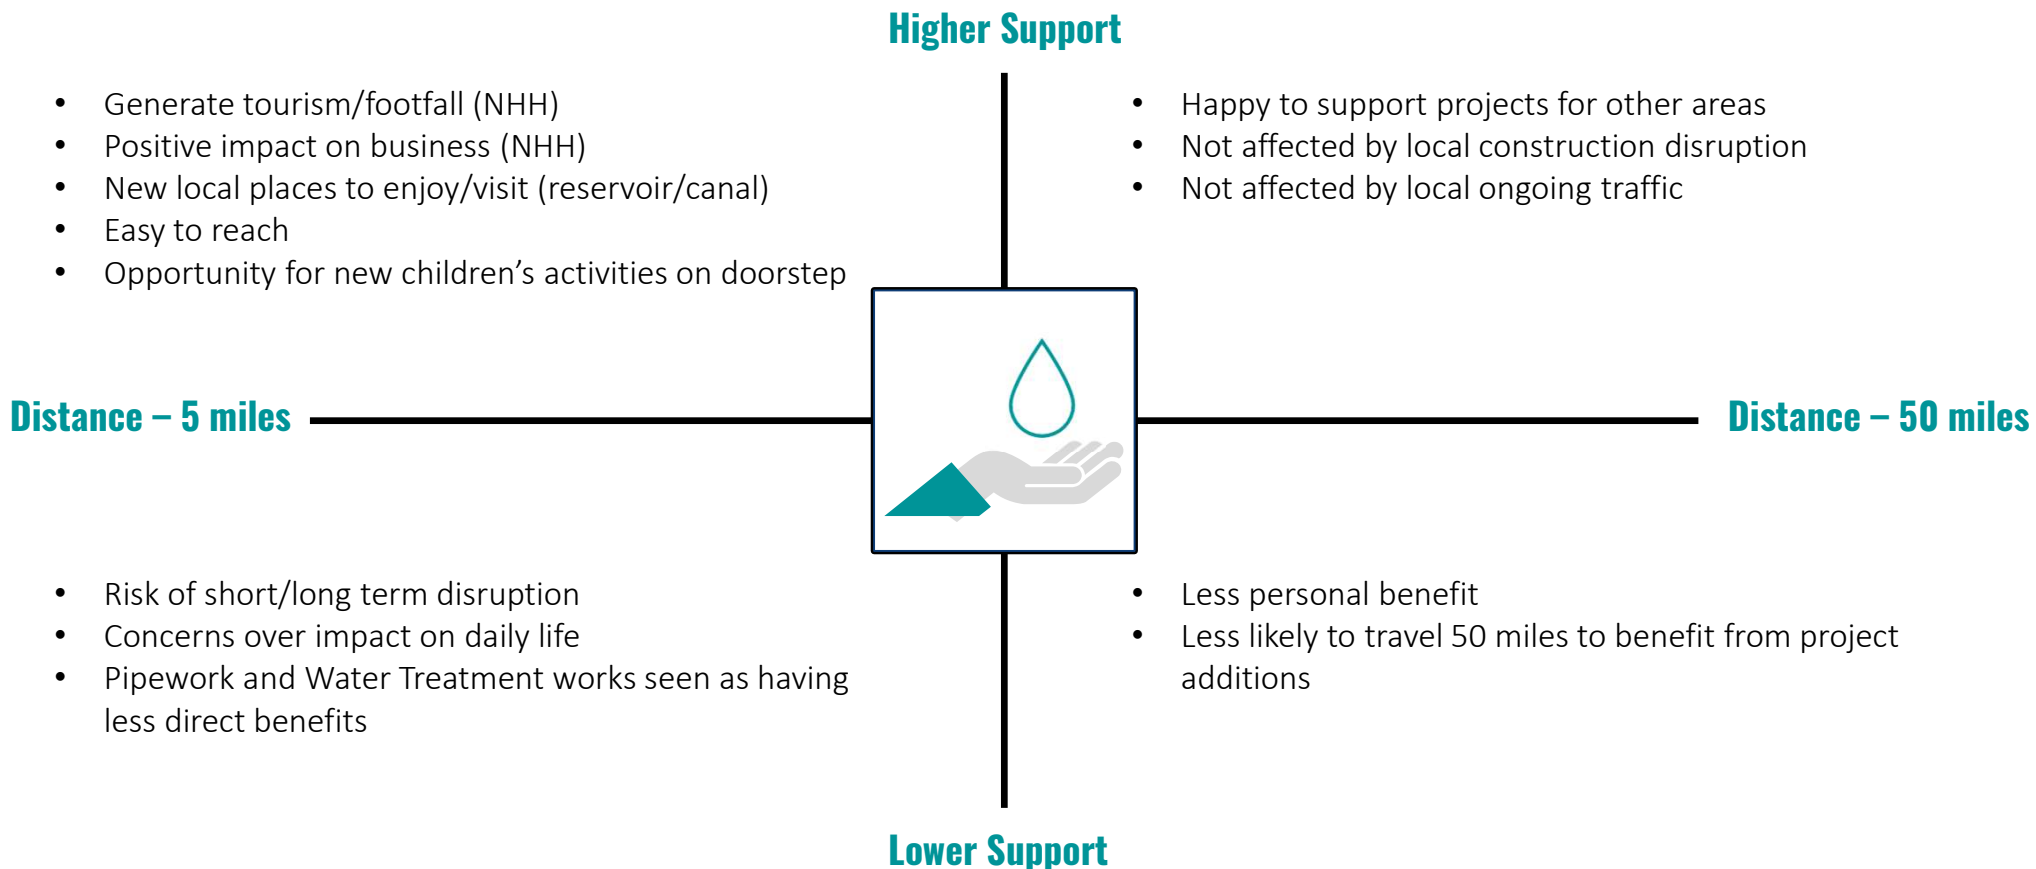 Higher Support
• Generate tourism/footfall (NHH)
• Positive impact on business (NHH)
• New local places to enjoy/visit (reservoir/canal)
• Easy to reach
• Opportunity for new children’s activities on doorstep
• Happy to support projects for other areas
• Not affected by local construction disruption
• Not affected by local ongoing traffic
Distance – 5 miles
Distance – 50 miles
• Risk of short/long term disruption
• Concerns over impact on daily life
• Pipework and Water Treatment works seen as having
less direct benefits
• Less personal benefit
• Less likely to travel 50 miles to benefit from project
additions
Lower Support